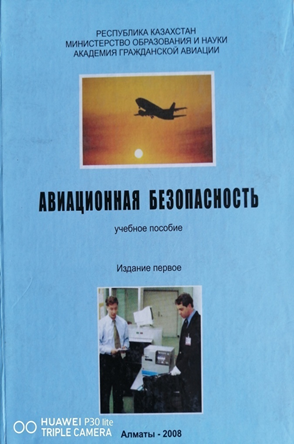 РЕСПУБЛИКА КАЗАХСТАН
МИНИСТЕРСТВО ОБРАЗОВАНИЯ И НАУКИ
АКАДЕМИЯ ГРАЖДАНСКОЙ АВИАЦИИ
АВИАЦИОННАЯ БЕЗОПАСНОСТЬ
учебное пособие
Издание первое
HUAWEI P30 lite
TRIPLE CAMERA
Алматы - 2008